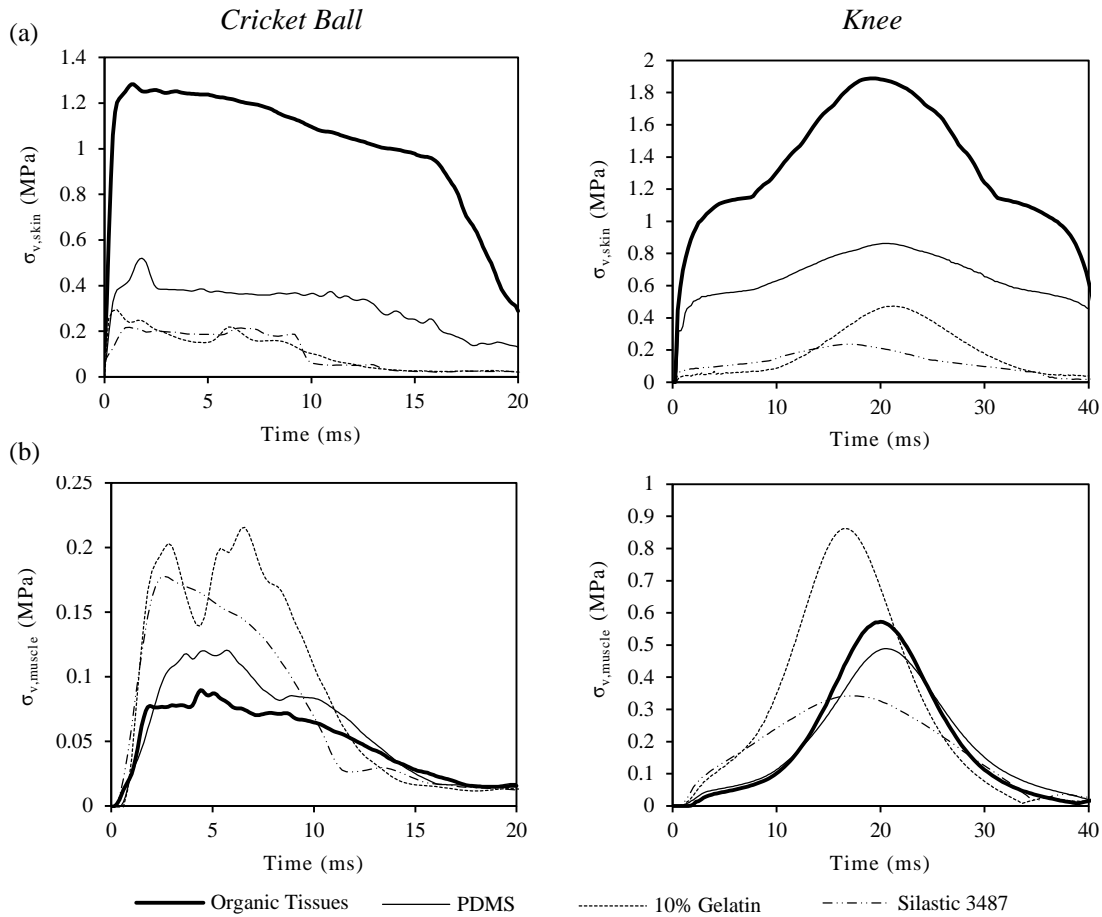 Cricket Ball
Knee
(a)
1.4
1.2
1
0.8
0.6
0.4
0.2
0
σv,skin (MPa)
0 5 10 15 20
Time (ms)
2
1.8
1.6
1.4
1.2
1
0.8
0.6
0.4
0.2
0
σv,skin (MPa)
0 10 20 30 40
Time (ms)
(b)
0.25
0.2
0.15
0.1
0.05
0
σv,muscle (MPa)
0 5 10 15 20
Time (ms)
1
0.9
0.8
0.7
0.6
0.5
0.4
0.3
0.2
0.1
0
σv,muscle (MPa)
0 10 20 30 40
Time (ms)
Organic Tissues PDMS 10% Gelatin Silastic 3487